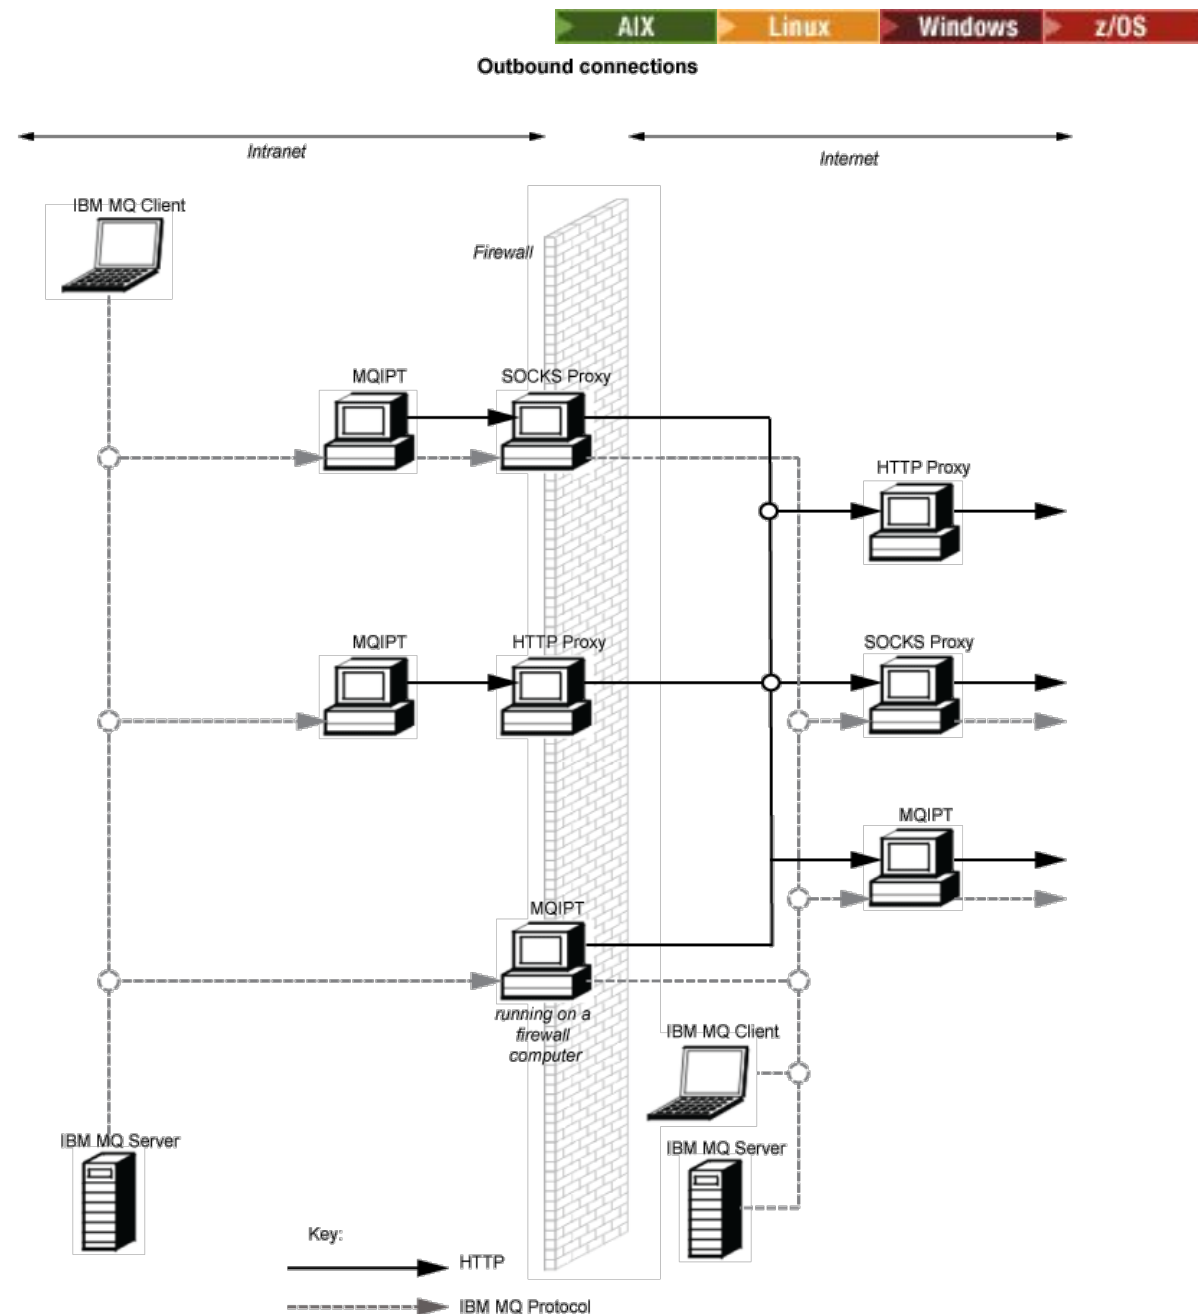 AIX Linux Windows z/OS
Outbound connections
Intranet
Internet
IBM MQ Client
Firewall
MQIPT
SOCKS Proxy
HTTP Proxy
MQIPT
HTTP Proxy
SOCKS Proxy
MQIPT
MQIPT
running on a
firewall
computer
IBM MQ Client
IBM MQ Server
IBM MQ Server
Key:
HTTP
IBM MQ Protocol